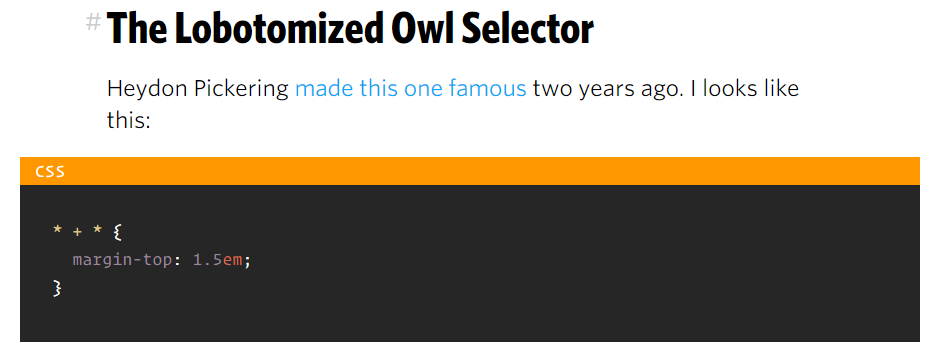 # The Lobotomized Owl Selector
Heydon Pickering made this one famous two years ago. I looks like
this:
CSS
* + * {
  margin-top: 1.5em;
}